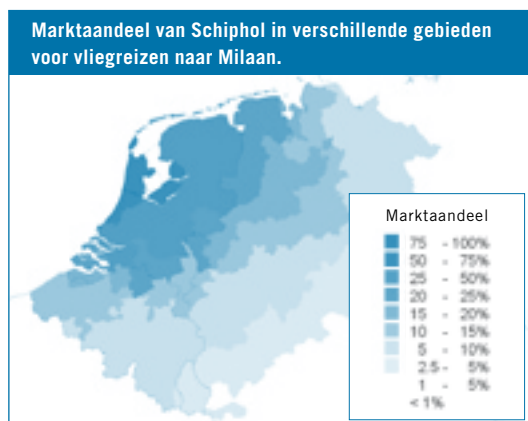 Marktaandeel van Schiphol in verschillende gebieden
voor vliegreizen naar Milaan.
Marktaandeel
75 - 100%
50 - 75%
25 - 50%
20 - 25%
15 - 20%
10 - 15%
5 - 10%
2.5 - 5%
1 - 5%
< 1%